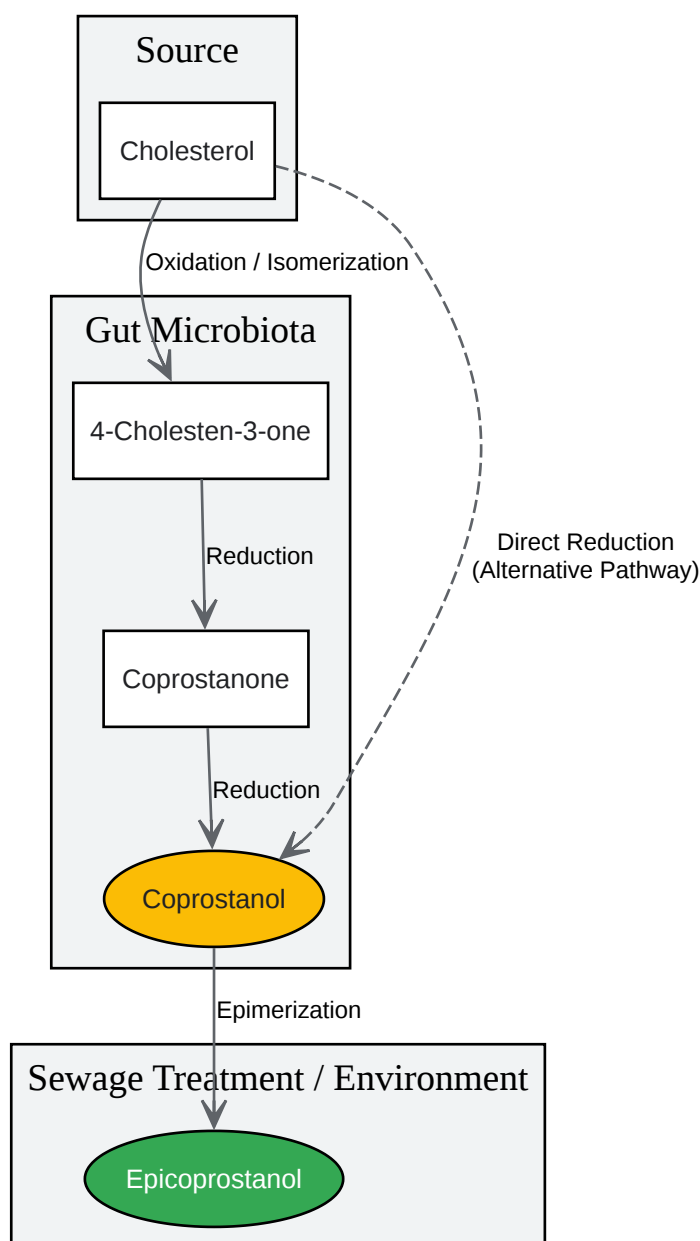 Source
Cholesterol
Oxidation / Isomerization
Gut Microbiota
4-Cholesten-3-one
Reduction
Direct Reduction
(Alternative Pathway)
Coprostanone
Reduction
Coprostanol
Epimerization
Sewage Treatment / Environment
Epicoprostanol